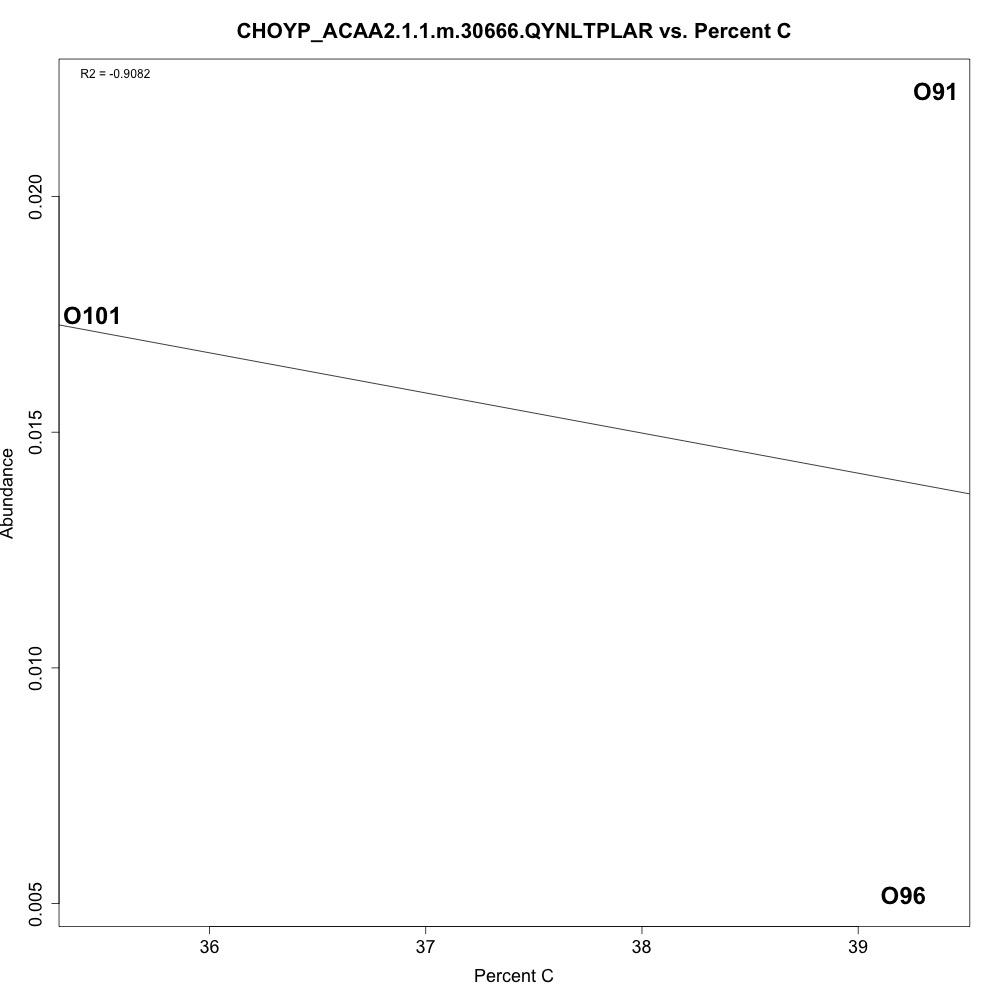 CHOYP_ACAA2.1.1.m.30666.QYNLTPLAR vs. Percent C
R2 = -0.9082
O91
0.020
O101
0.015
Abundance
0.010
O96
0.005
36 37 38 39
Percent C